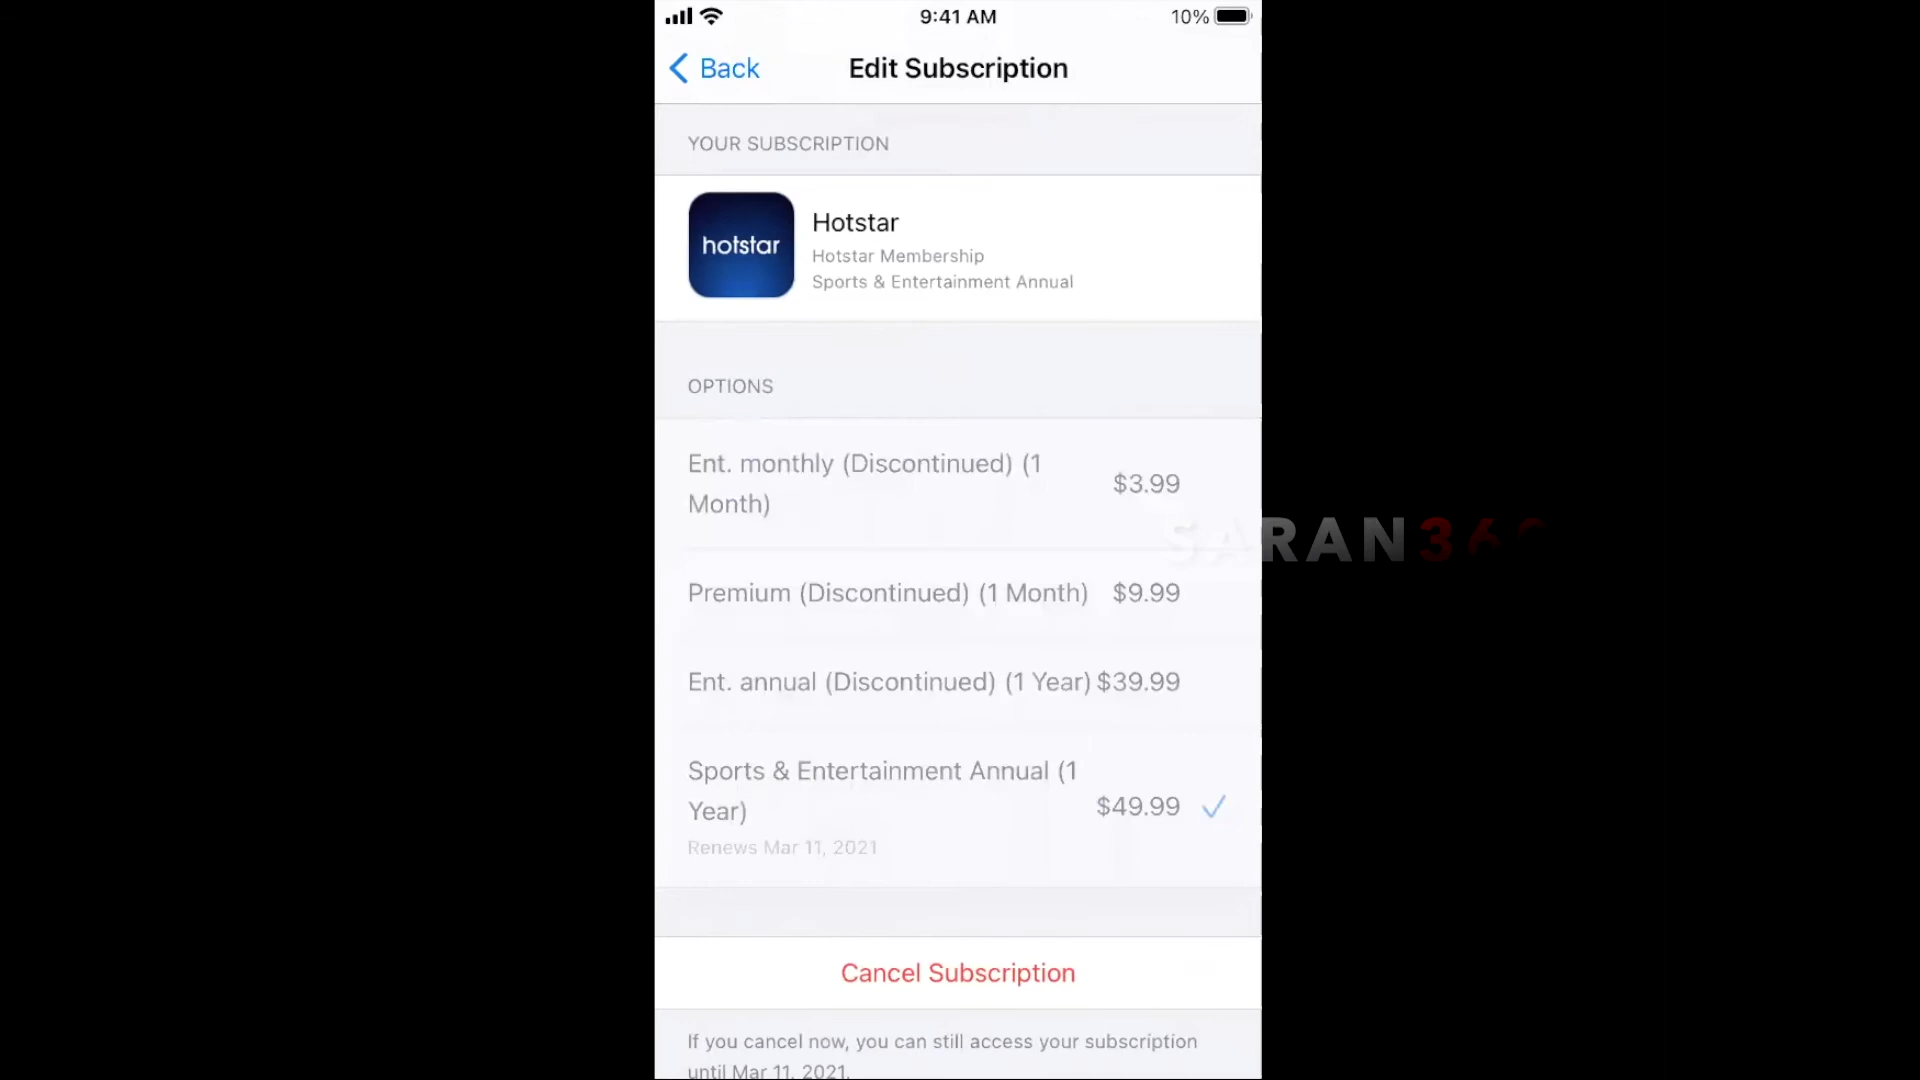 9:41 AM
10%
Back
Edit Subscription
YOUR SUBSCRIPTION
hotstar
Hotstar
Hotstar Membership
Sports & Entertainment Annual
OPTIONS
Ent. monthly (Discontinued) (1
Month)
$3.99
SARAN36
Premium (Discontinued) (1 Month)
$9.99
Ent. annual (Discontinued) (1 Year)
$39.99
Sports & Entertainment Annual (1
Year)
$49.99
Renews Mar 11, 2021
Cancel Subscription
If you cancel now, you can still access your subscription
until Mar 11, 2021.